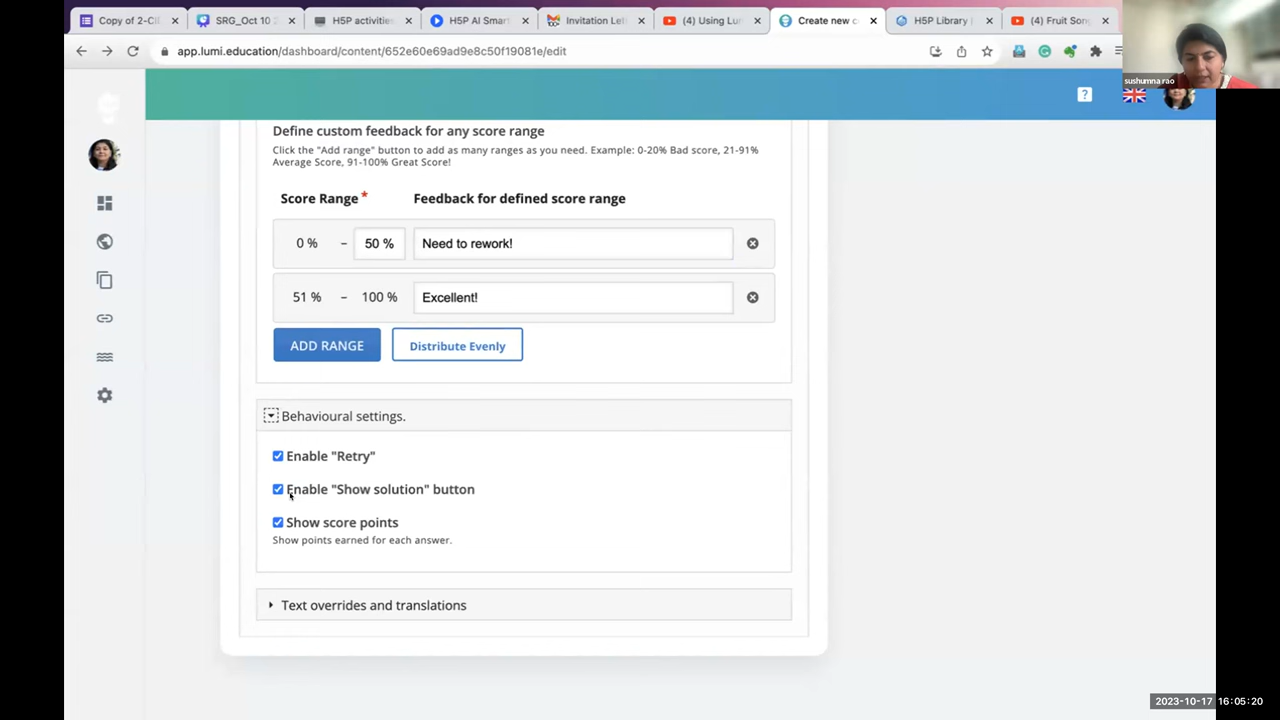 Copy of 2-CI
SRG_Oct 10
H5P activities
H5P AI Smar
Invitation Let
(4) Using Lu
Create new c
H5P Library
(4) Fruit Son
app.lumi.education/dashboard/content/652e60e69ad9e8c50f19081e/edit
sushumna rao
?
Define custom feedback for any score range
Click the "Add range" button to add as many ranges as you need. Example: 0-20% Bad score, 21-91%
Average Score, 91-100% Great Score!
Score Range * Feedback for defined score range
0 % – 50 % Need to rework!
51 % – 100 % Excellent!
ADD RANGE Distribute Evenly
Behavioural settings.
Enable "Retry"
Enable "Show solution" button
Show score points
Show points earned for each answer.
Text overrides and translations
2023-10-17 16:05:20